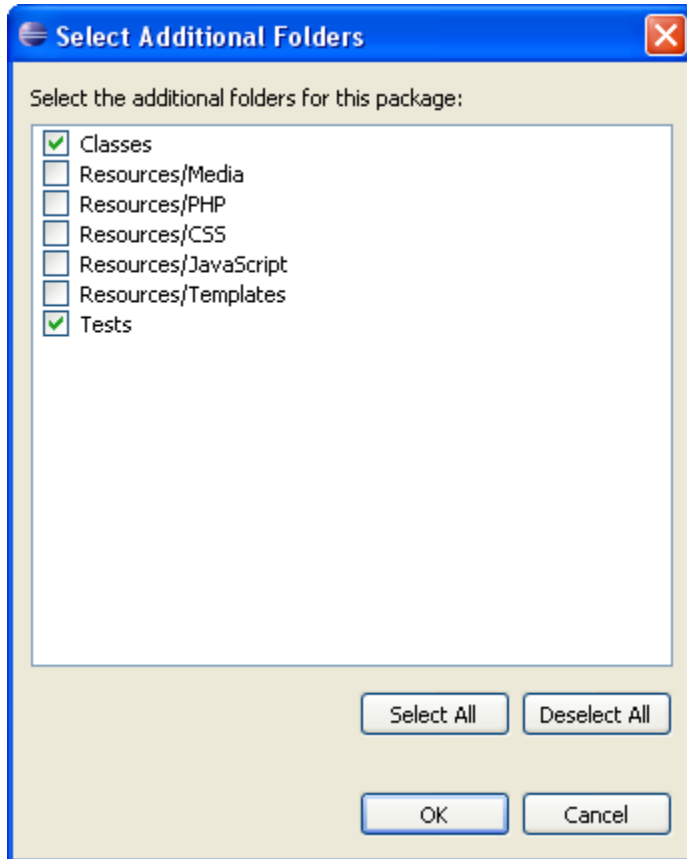 Select Additional Folders
Select the additional folders for this package:
Classes
Resources/Media
Resources/PHP
Resources/CSS
Resources/JavaScript
Resources/Templates
Tests
Select All Deselect All
OK Cancel